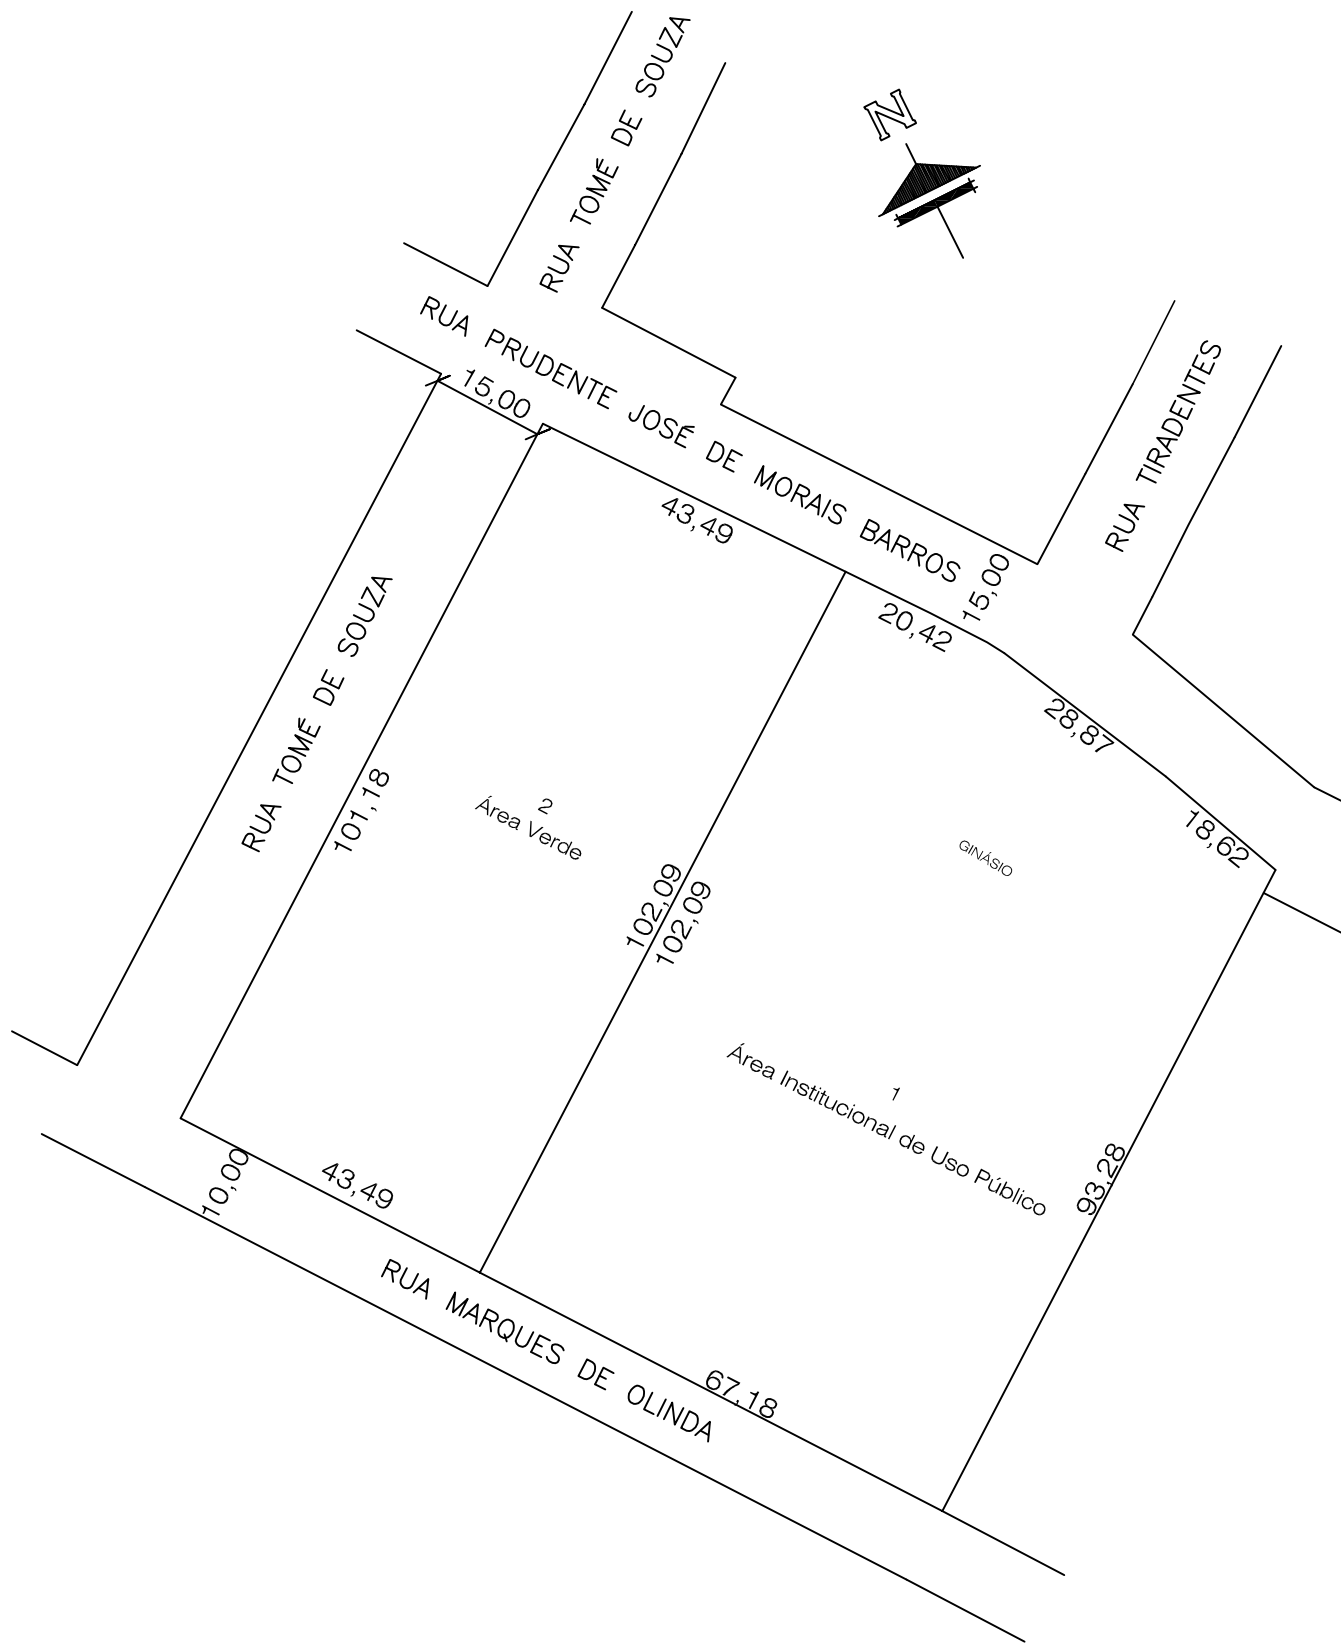 RUA TOMÉ DE SOUZA
N
RUA PRUDENTE JOSÉ DE MORAIS BARROS
RUA TIRADENTES
15,00
43,49
15,00
20,42
28,87
18,62
RUA TOMÉ DE SOUZA
101,18
2
Área Verde
GINÁSIO
102,09
102,09
1
Área Institucional de Uso Público
93,28
10,00
43,49
RUA MARQUES DE OLINDA
67,18